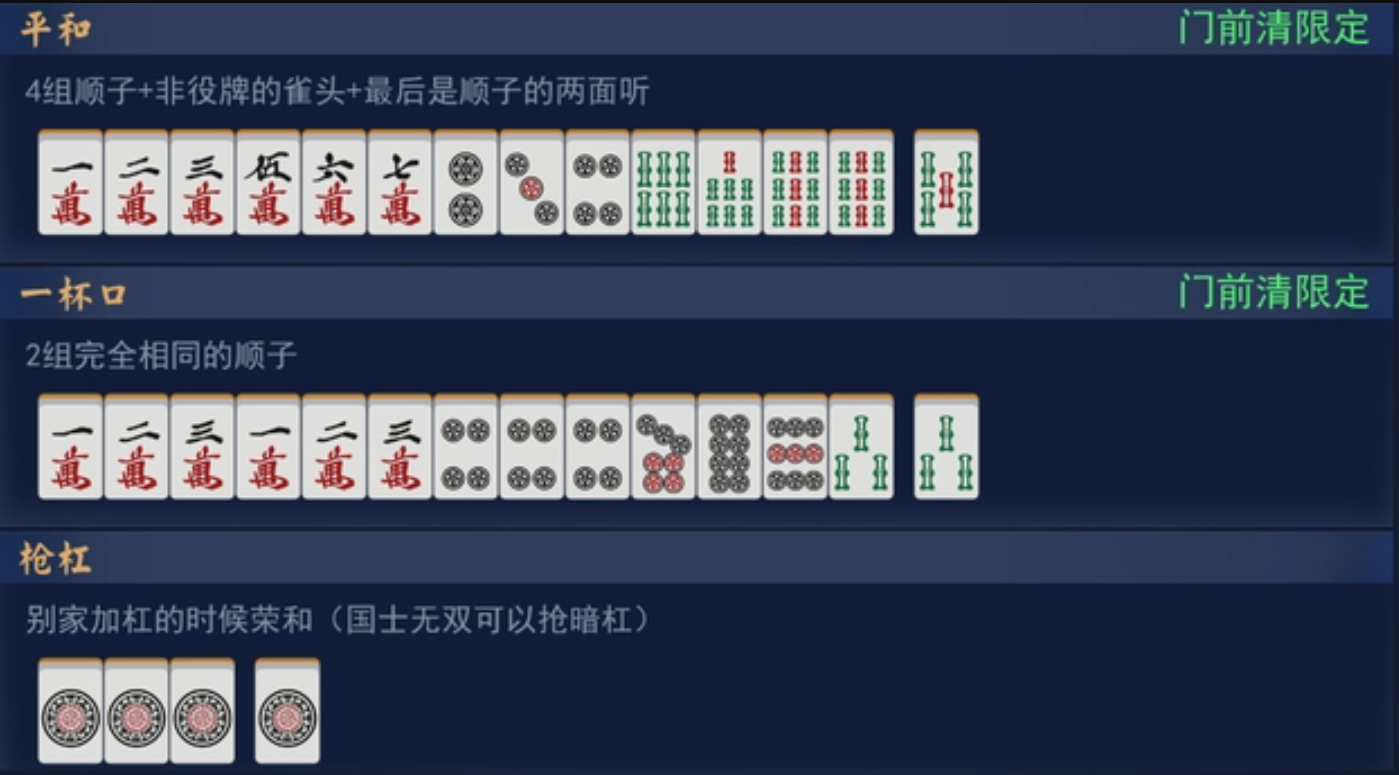 平和
门前清限定
4组顺子+非役牌的雀头+最后是顺子的两面听
一萬 二萬 三萬 伍萬 六萬 七萬
一杯口
门前清限定
2组完全相同的顺子
一萬 二萬 三萬 一萬 二萬 三萬
枪杠
别家加杠的时候荣和（国士无双可以抢暗杠）